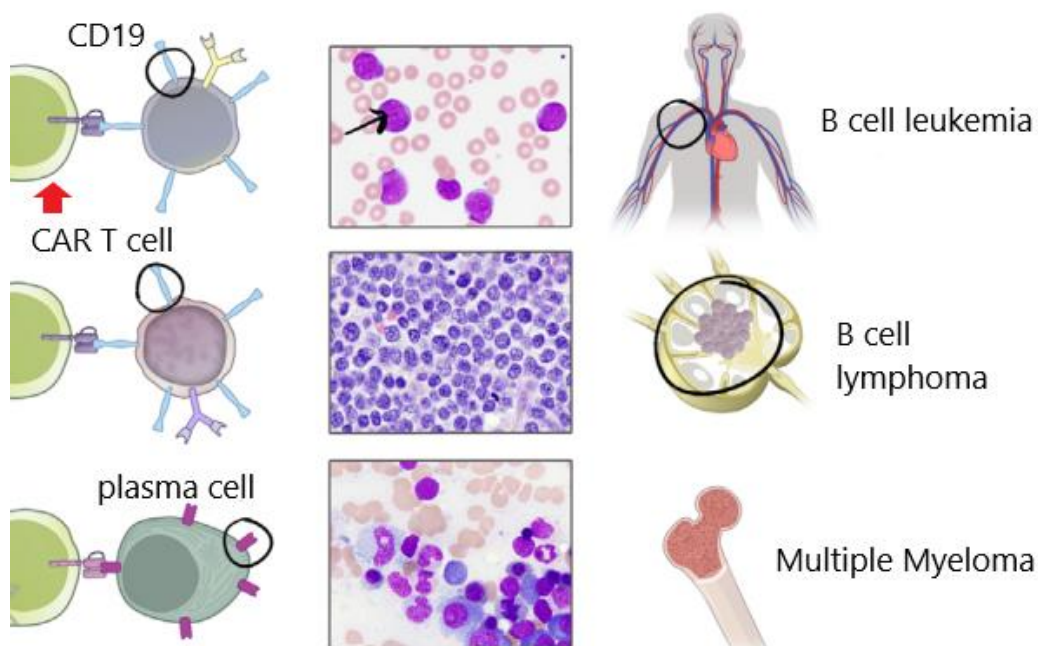 CD19
B cell leukemia
CAR T cell
B cell
lymphoma
plasma cell
Multiple Myeloma